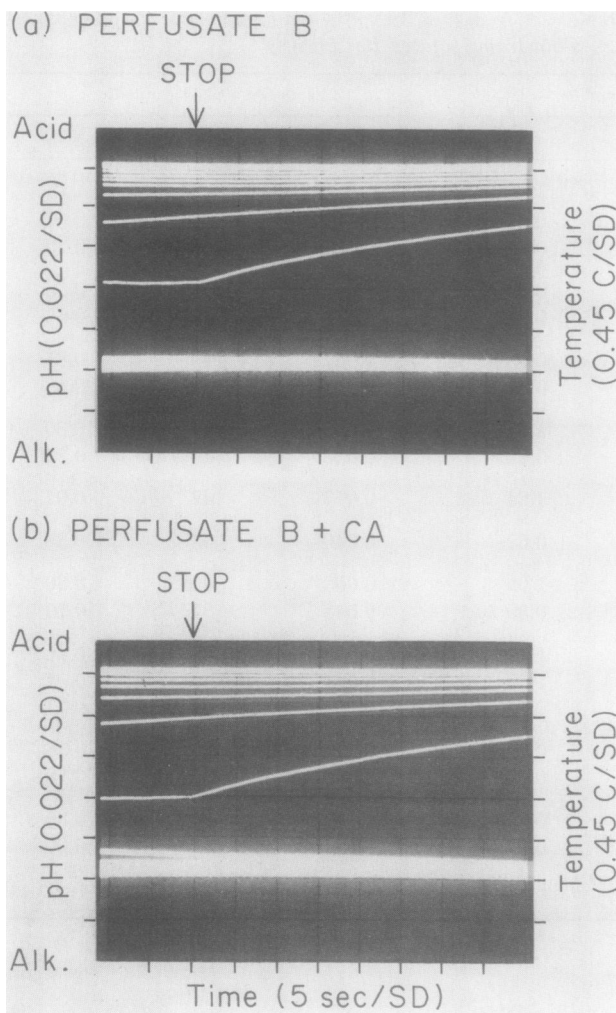 (a) PERFUSATE B
STOP
Acid
pH (0.022/SD)
Temperature
(0.45 C/SD)
Alk.
(b) PERFUSATE B + CA
STOP
Acid
pH (0.022/SD)
Temperature
(0.45 C/SD)
Alk.
Time (5 sec/SD)